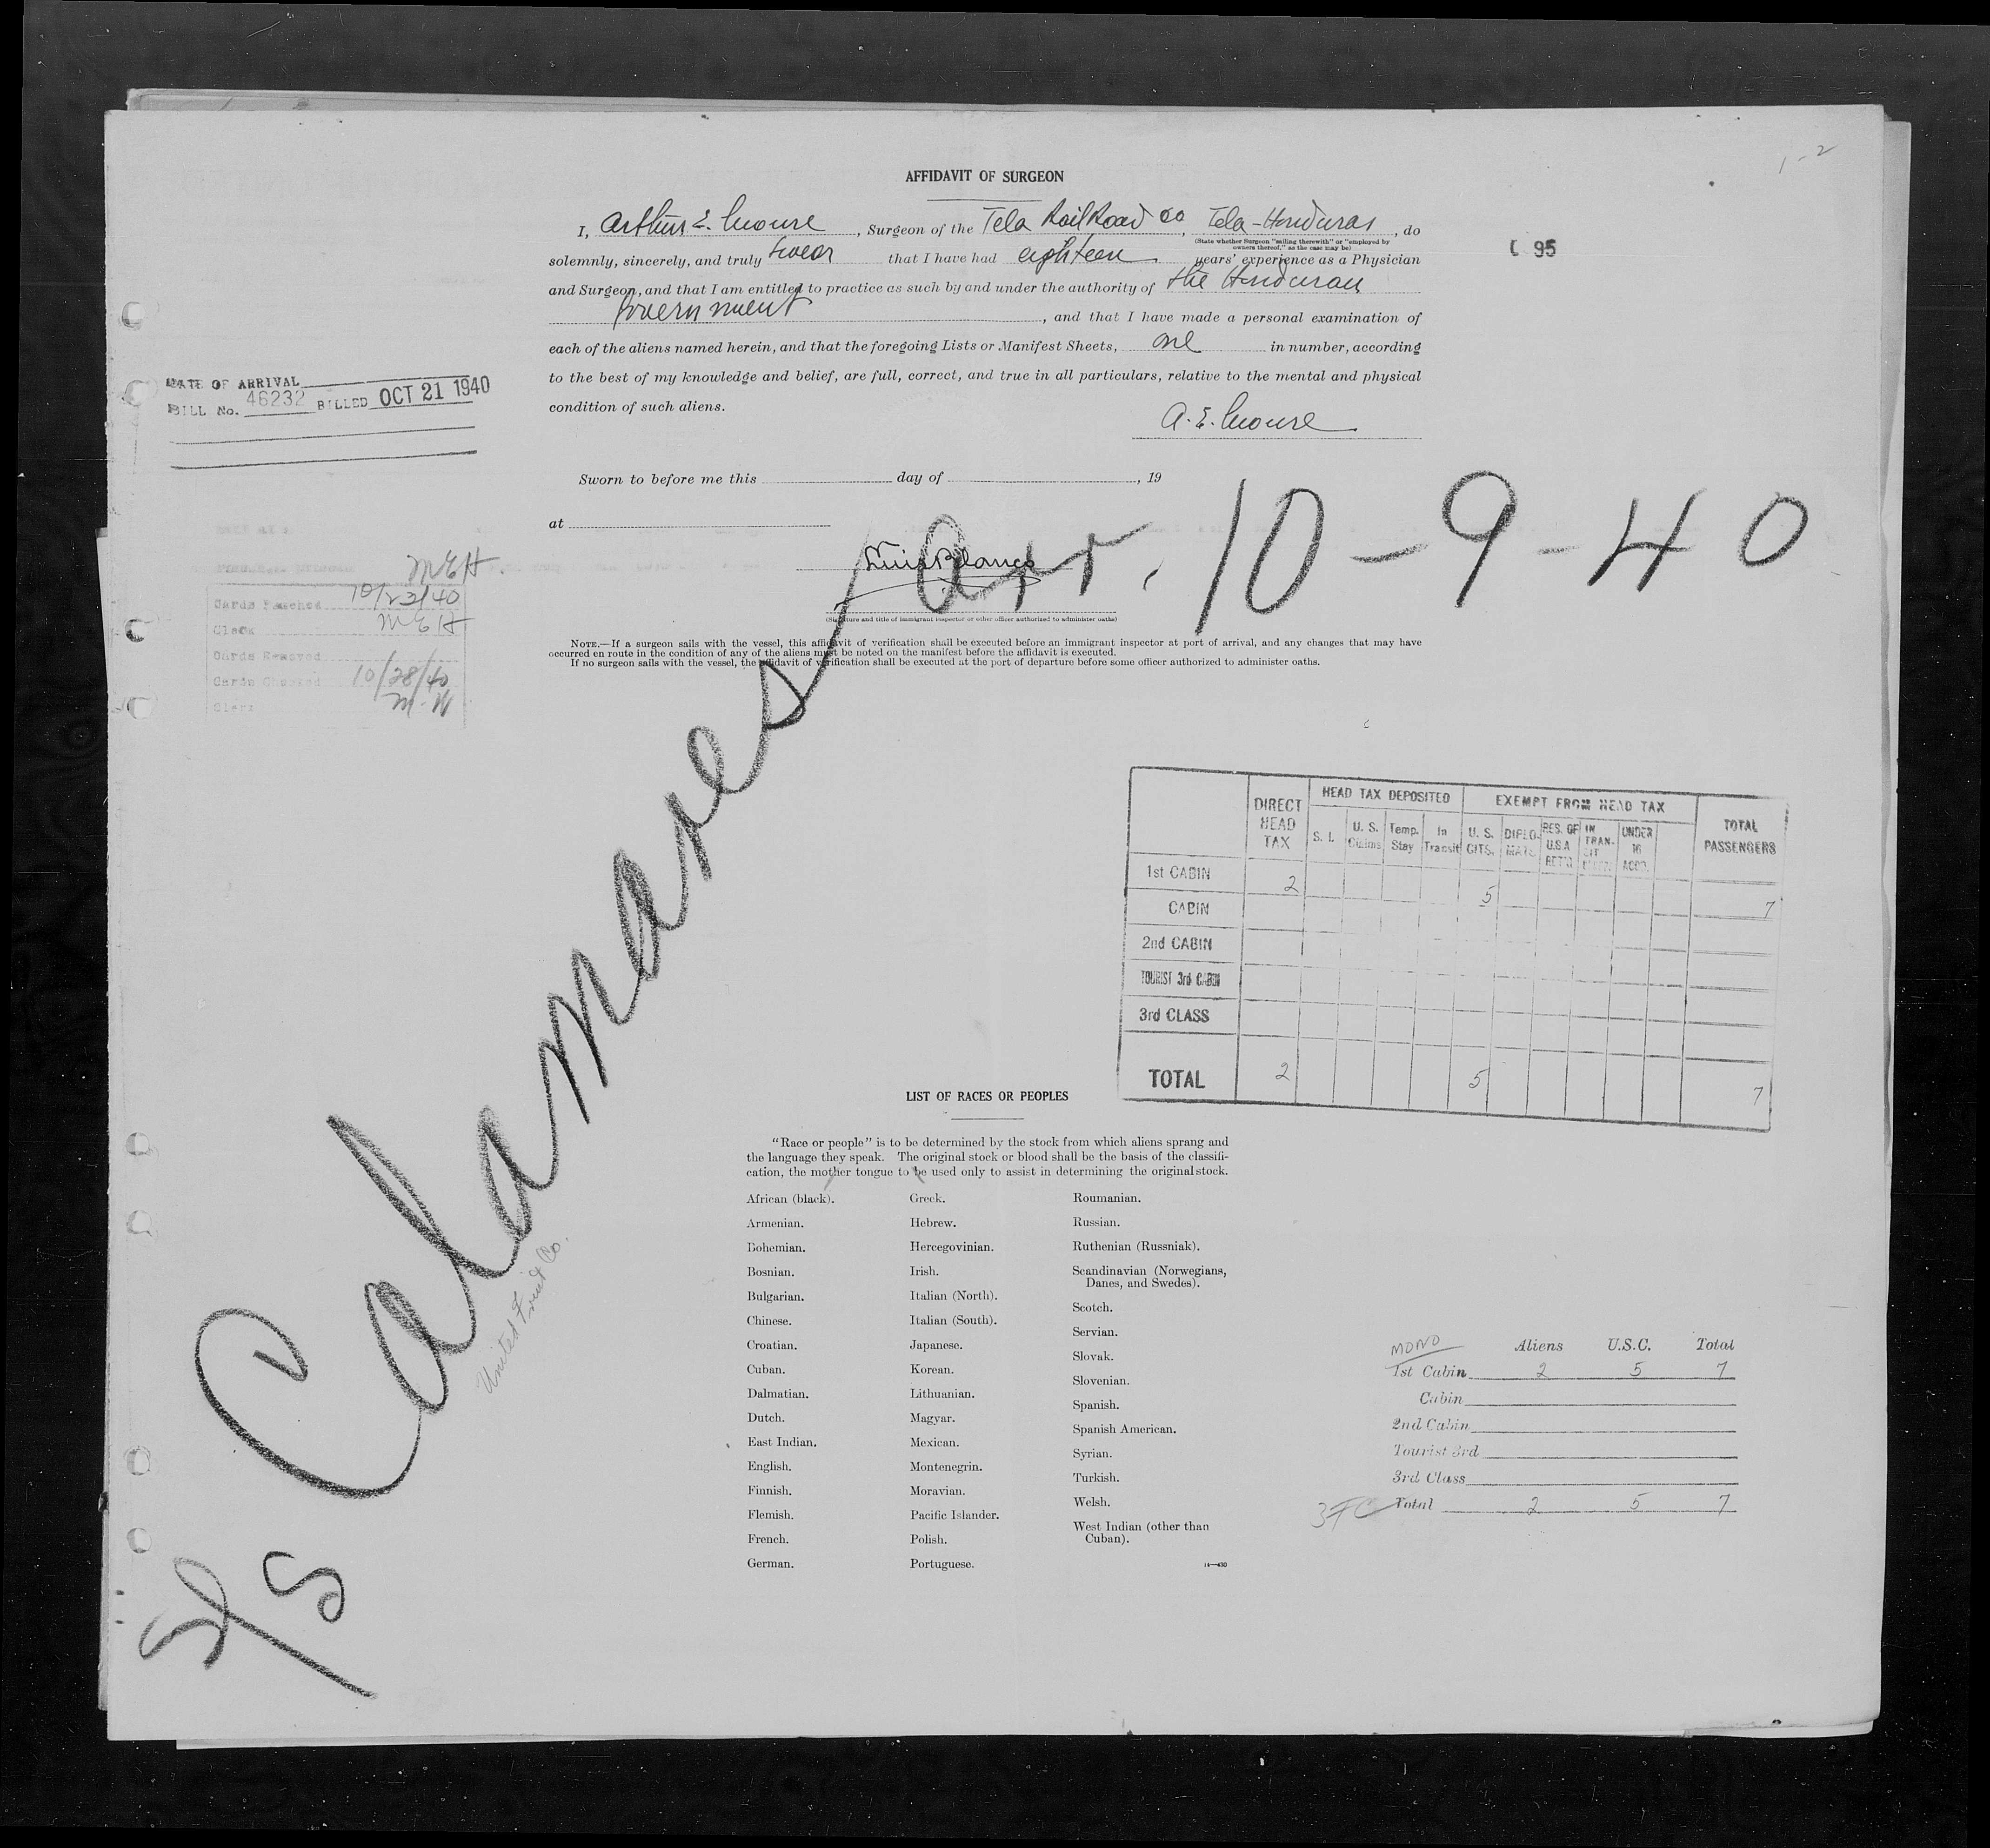 1-2
AFFIDAVIT OF SURGEON
I, Arthur E. , Surgeon of the Tela RailRoad Co, Tela-Honduras, do
(State whether Surgeon "sailing therewith" or "employed by
owners thereof," as the case may be)
C 95
solemnly, sincerely, and truly swear that I have had eighteen years' experience as a Physician
and Surgeon, and that I am entitled to practice as such by and under the authority of the Honduran
Government, and that I have made a personal examination of
each of the aliens named herein, and that the foregoing Lists or Manifest Sheets, one in number, according
to the best of my knowledge and belief, are full, correct, and true in all particulars, relative to the mental and physical
condition of such aliens.
DATE OF ARRIVAL
BILL No. 46232 BILLED OCT 21 1940
A. E.
Sworn to before me this day of , 19
at
Arr. 10-9-40
(Signature and title of immigrant inspector or other officer authorized to administer oaths)
NOTE.—If a surgeon sails with the vessel, this affidavit of verification shall be executed before an immigrant inspector at port of arrival, and any changes that may have
occurred en route in the condition of any of the aliens must be noted on the manifest before the affidavit is executed.
If no surgeon sails with the vessel, the affidavit of verification shall be executed at the port of departure before some officer authorized to administer oaths.
MEH.
Cards Punched 10/23/40
Clerk MEH
Cards Removed
Cards Checked 10/28/40
Clerk M-N
S/S Calamares
United Fruit Co.
DIRECT HEAD TAX
HEAD TAX DEPOSITED
EXEMPT FROM HEAD TAX
TOTAL PASSENGERS
S. I. U. S. Claims Temp. Stay In Transit U. S. CITS. DIPLOMATS RES. OF U.S.A RETG IN TRANSIT UNDER 16 ACCD.
1st CABIN 2 5 7
CABIN
2nd CABIN
TOURIST 3rd CABIN
3rd CLASS
TOTAL 2 5 7
LIST OF RACES OR PEOPLES
"Race or people" is to be determined by the stock from which aliens sprang and
the language they speak. The original stock or blood shall be the basis of the classifi-
cation, the mother tongue to be used only to assist in determining the original stock.
African (black).
Armenian.
Bohemian.
Bosnian.
Bulgarian.
Chinese.
Croatian.
Cuban.
Dalmatian.
Dutch.
East Indian.
English.
Finnish.
Flemish.
French.
German.
Greek.
Hebrew.
Hercegovinian.
Irish.
Italian (North).
Italian (South).
Japanese.
Korean.
Lithuanian.
Magyar.
Mexican.
Montenegrin.
Moravian.
Pacific Islander.
Polish.
Portuguese.
Roumanian.
Russian.
Ruthenian (Russniak).
Scandinavian (Norwegians,
Danes, and Swedes).
Scotch.
Servian.
Slovak.
Slovenian.
Spanish.
Spanish American.
Syrian.
Turkish.
Welsh.
West Indian (other than
Cuban).
14—430
MONO Aliens U.S.C. Total
1st Cabin 2 5 7
Cabin
2nd Cabin
Tourist 3rd
3rd Class
3FC Total 2 5 7